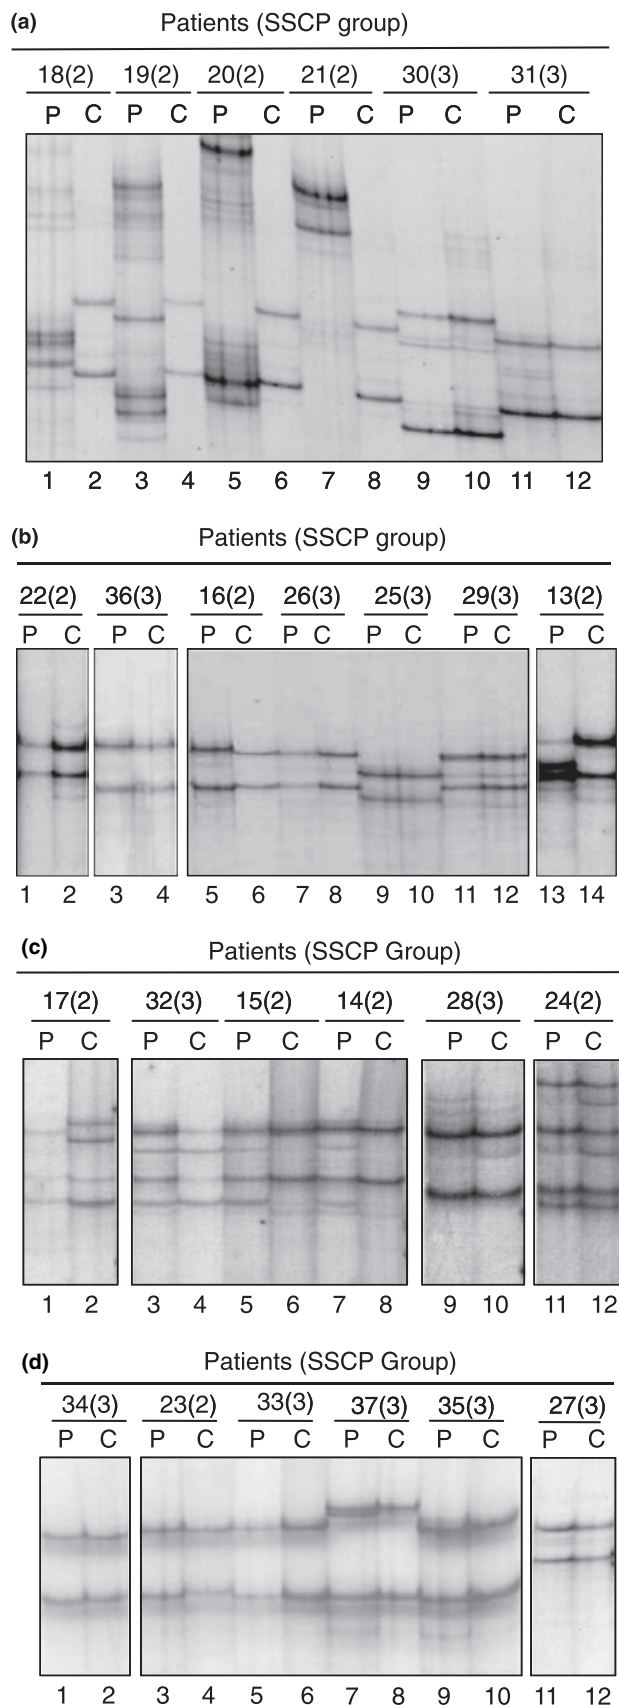 (a) Patients (SSCP group)
18(2) 19(2) 20(2) 21(2) 30(3) 31(3)
P C P C P C P C P C P C
1 2 3 4 5 6 7 8 9 10 11 12
(b) Patients (SSCP group)
22(2) 36(3) 16(2) 26(3) 25(3) 29(3) 13(2)
P C P C P C P C P C P C P C
1 2 3 4 5 6 7 8 9 10 11 12 13 14
(c) Patients (SSCP Group)
17(2) 32(3) 15(2) 14(2) 28(3) 24(2)
P C P C P C P C P C P C
1 2 3 4 5 6 7 8 9 10 11 12
(d) Patients (SSCP Group)
34(3) 23(2) 33(3) 37(3) 35(3) 27(3)
P C P C P C P C P C P C
1 2 3 4 5 6 7 8 9 10 11 12